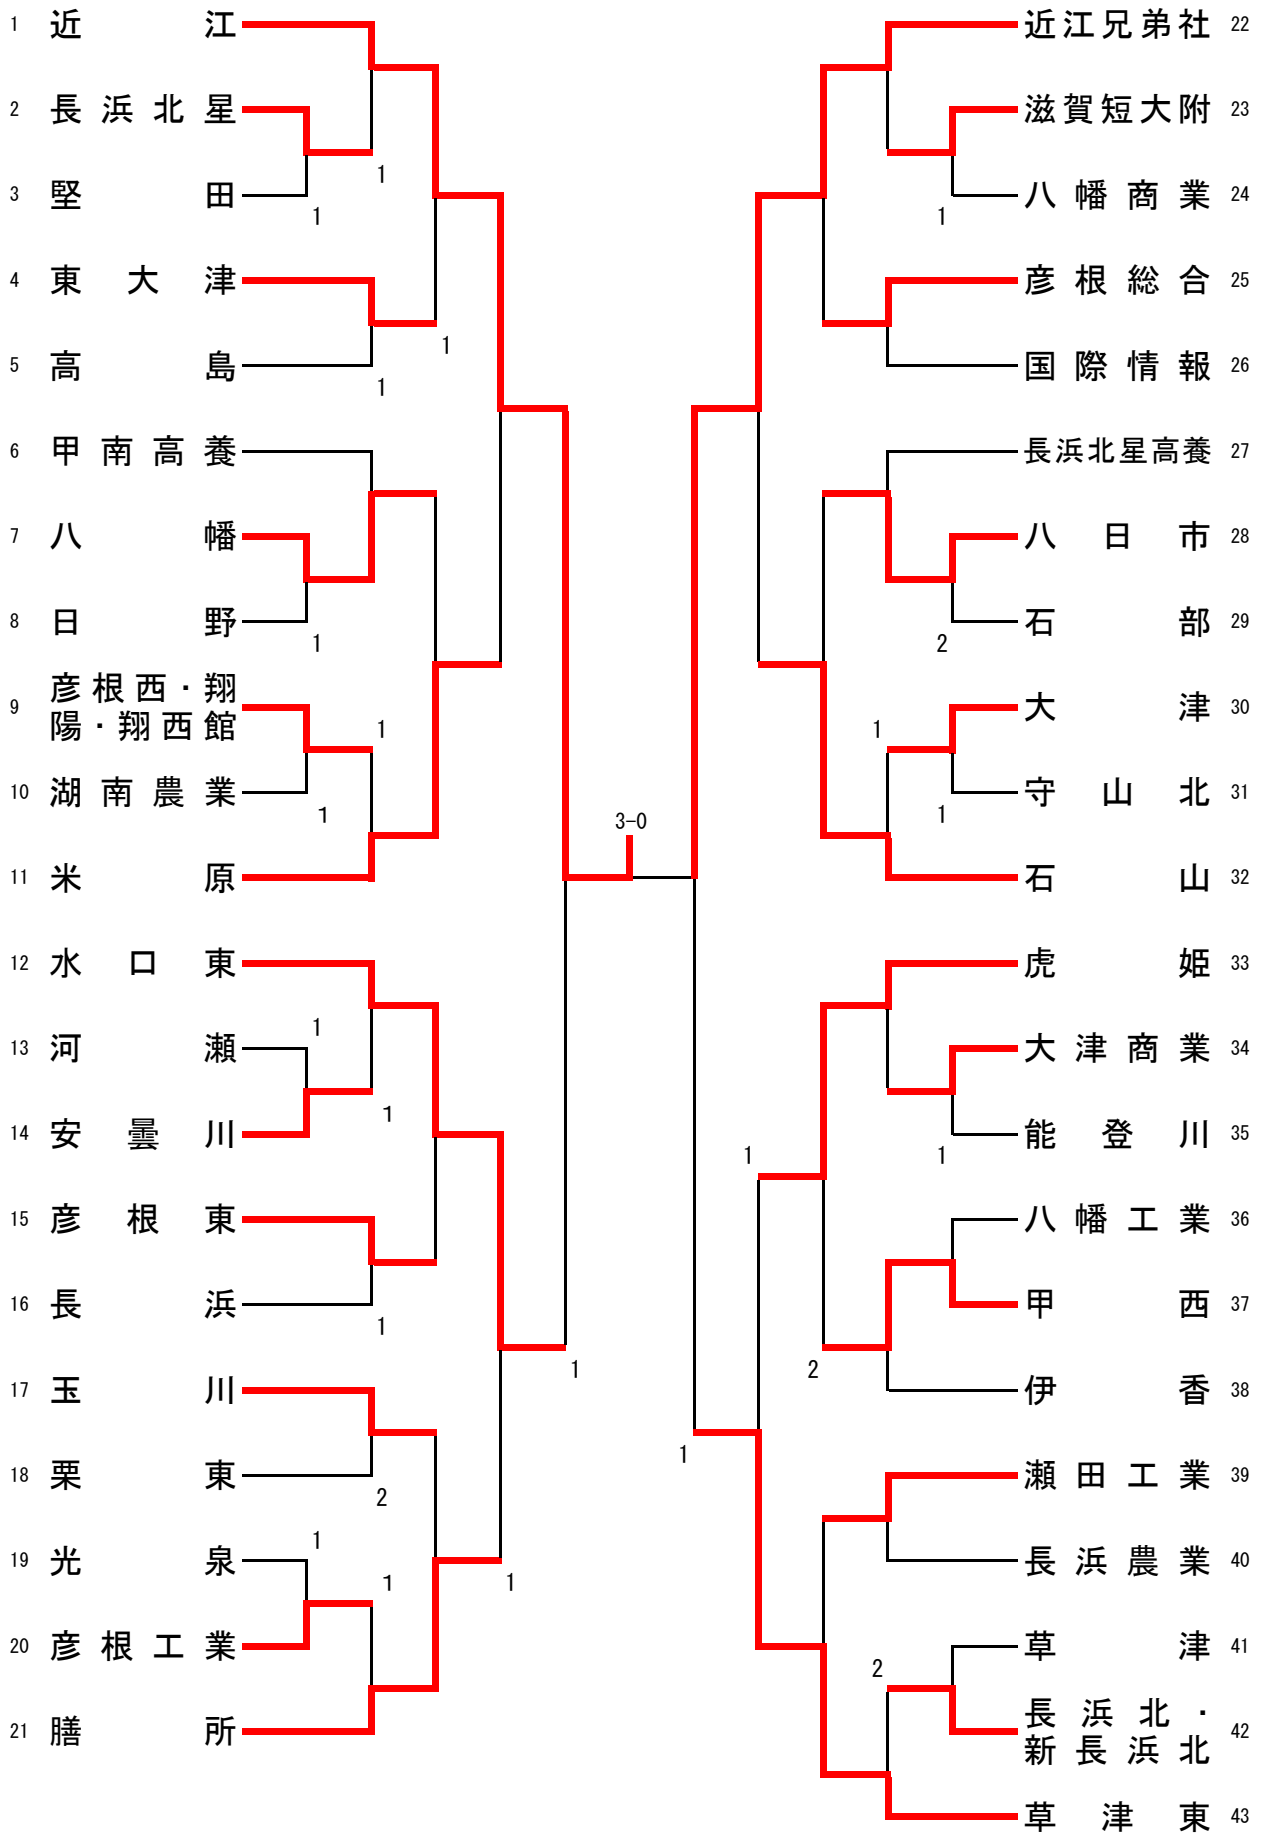 1 近江
2 長浜北星
1
3 堅田
1
4 東大津
1
5 高島
1
6 甲南高養
7 八幡
8 日野
1
9 彦根西・翔
陽・翔西館
1
10 湖南農業
1
11 米原
12 水口東
1
13 河瀬
1
14 安曇川
15 彦根東
16 長浜
1
1
17 玉川
18 栗東
2
1
19 光泉
1
1
20 彦根工業
21 膳所
3-0
近江兄弟社 22
滋賀短大附 23
八幡商業 24
1
彦根総合 25
国際情報 26
長浜北星高養 27
八日市 28
石部 29
2
大津 30
1
守山北 31
1
石山 32
虎姫 33
大津商業 34
能登川 35
1
1
八幡工業 36
甲西 37
2
伊香 38
1
瀬田工業 39
長浜農業 40
草津 41
2
長浜北・
新長浜北 42
草津東 43